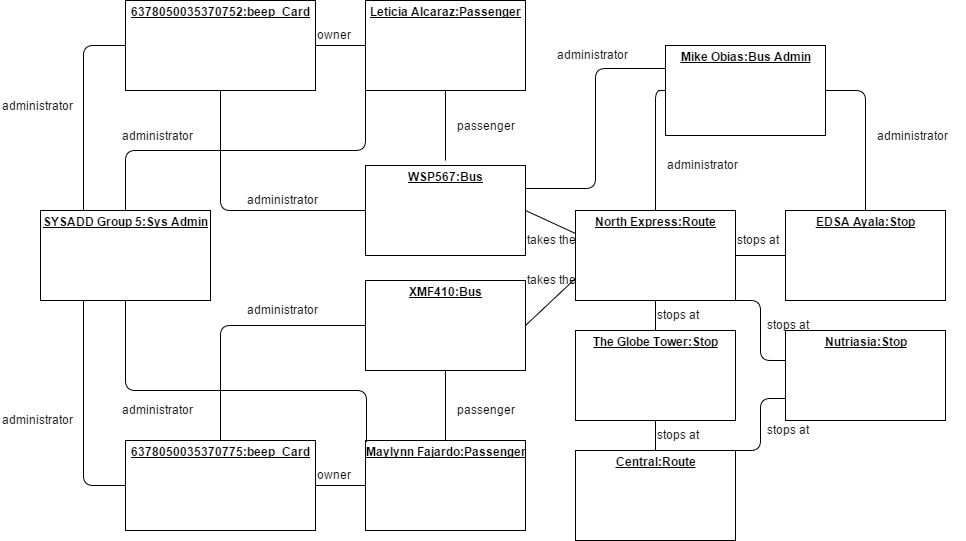 6378050035370752:beep_Card
Leticia Alcaraz:Passenger
owner
Mike Obias:Bus Admin
administrator
administrator
passenger
administrator
administrator
administrator
WSP567:Bus
administrator
SYSADD Group 5:Sys Admin
North Express:Route
EDSA Ayala:Stop
takes the
stops at
takes the
XMF410:Bus
administrator
stops at
stops at
The Globe Tower:Stop
Nutriasia:Stop
administrator
administrator
passenger
stops at
stops at
6378050035370775:beep_Card
Maylynn Fajardo:Passenger
Central:Route
owner